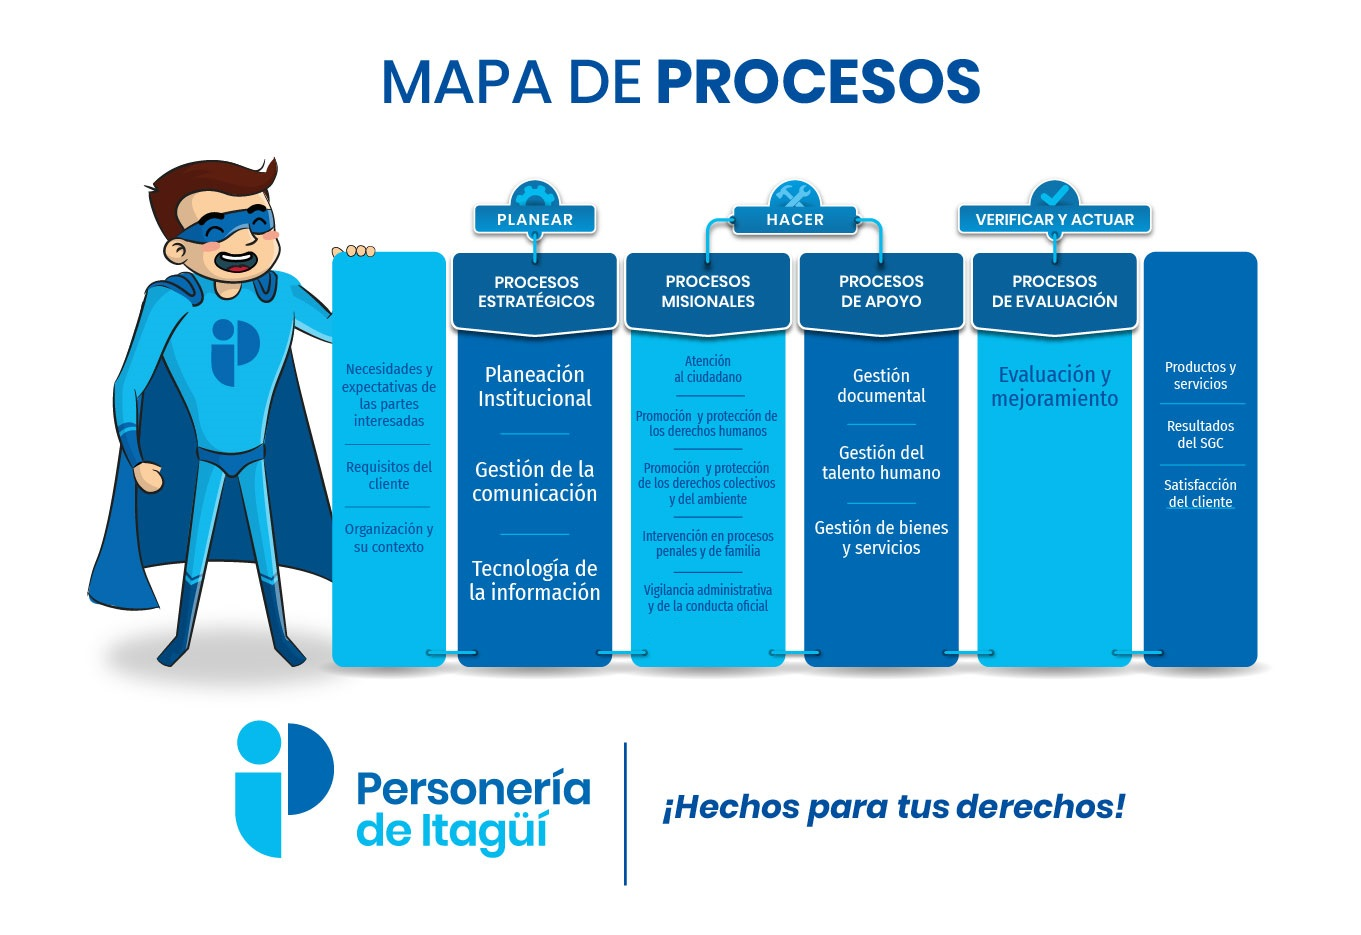 MAPA DE PROCESOS
PLANEAR
HACER
VERIFICAR Y ACTUAR
Necesidades y
expectativas de
las partes
interesadas
Requisitos del
cliente
Organización y
su contexto
PROCESOS
ESTRATÉGICOS
Planeación
Institucional
Gestión de la
comunicación
Tecnología de
la información
PROCESOS
MISIONALES
Atención
al ciudadano
Promoción y protección de
los derechos humanos
Promoción y protección
de los derechos colectivos
y del ambiente
Intervención en procesos
penales y de familia
Vigilancia administrativa
y de la conducta oficial
PROCESOS
DE APOYO
Gestión
documental
Gestión del
talento humano
Gestión de bienes
y servicios
PROCESOS
DE EVALUACIÓN
Evaluación y
mejoramiento
Productos y
servicios
Resultados
del SGC
Satisfacción
del cliente
Personería
de Itagüí
¡Hechos para tus derechos!